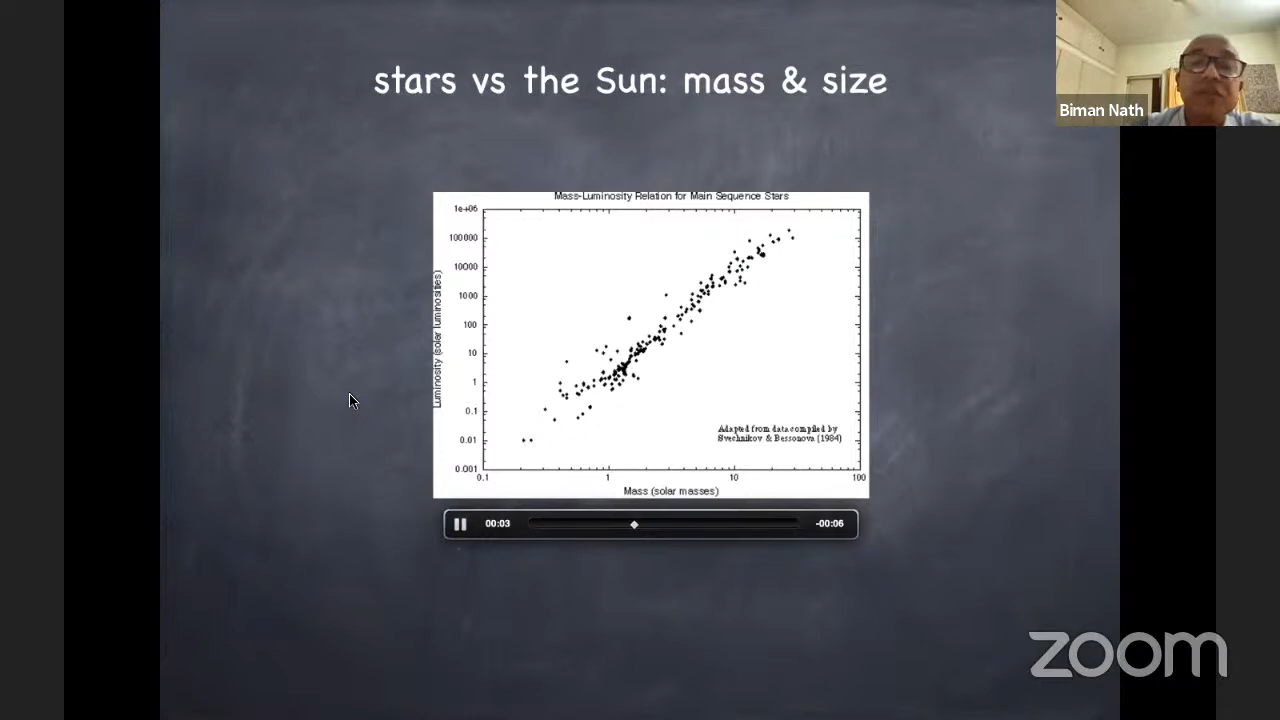 stars vs the Sun: mass & size
Biman Nath
Mass-Luminosity Relation for Main Sequence Stars
1e+06
100000
10000
1000
100
10
1
0.1
0.01
0.001
Luminosity (solar luminosities)
0.1
1
10
100
Mass (solar masses)
Adapted from data compiled by
Svechnikov & Bessonova (1984)
00:03
-00:06
zoom